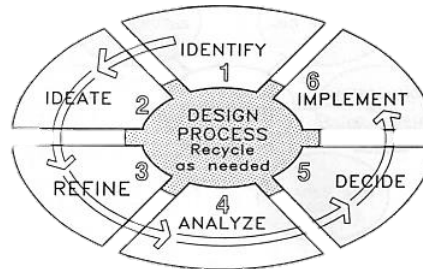 IDENTIFY
1
IDEATE
2
REFINE
3
ANALYZE
4
DECIDE
5
IMPLEMENT
6
DESIGN
PROCESS
Recycle
as needed